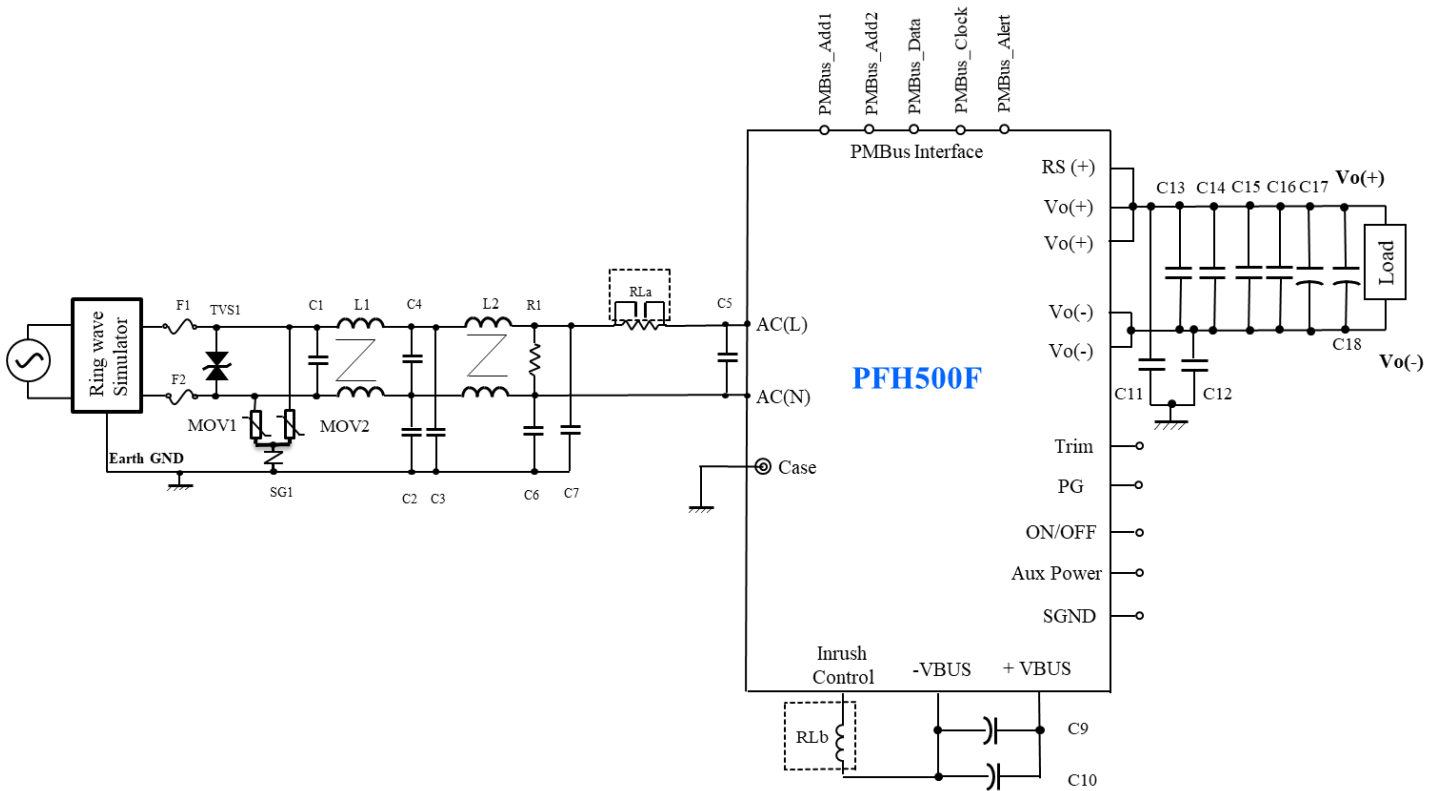 PMBus_Add1
PMBus_Add2
PMBus_Data
PMBus_Clock
PMBus_Alert
PMBus Interface
RS (+)
Vo(+)
Vo(+)
Vo(-)
Vo(-)
C13 C14 C15 C16 C17
Vo(+)
Load
C18
Vo(-)
C11
C12
Ring wave
Simulator
F1
F2
TVS1
C1
L1
C4
L2
R1
RLa
C5
AC(L)
AC(N)
PFH500F
MOV1
MOV2
Earth GND
SG1
C2
C3
C6
C7
Case
Trim
PG
ON/OFF
Aux Power
SGND
Inrush
Control
-VBUS
+ VBUS
RLb
C9
C10